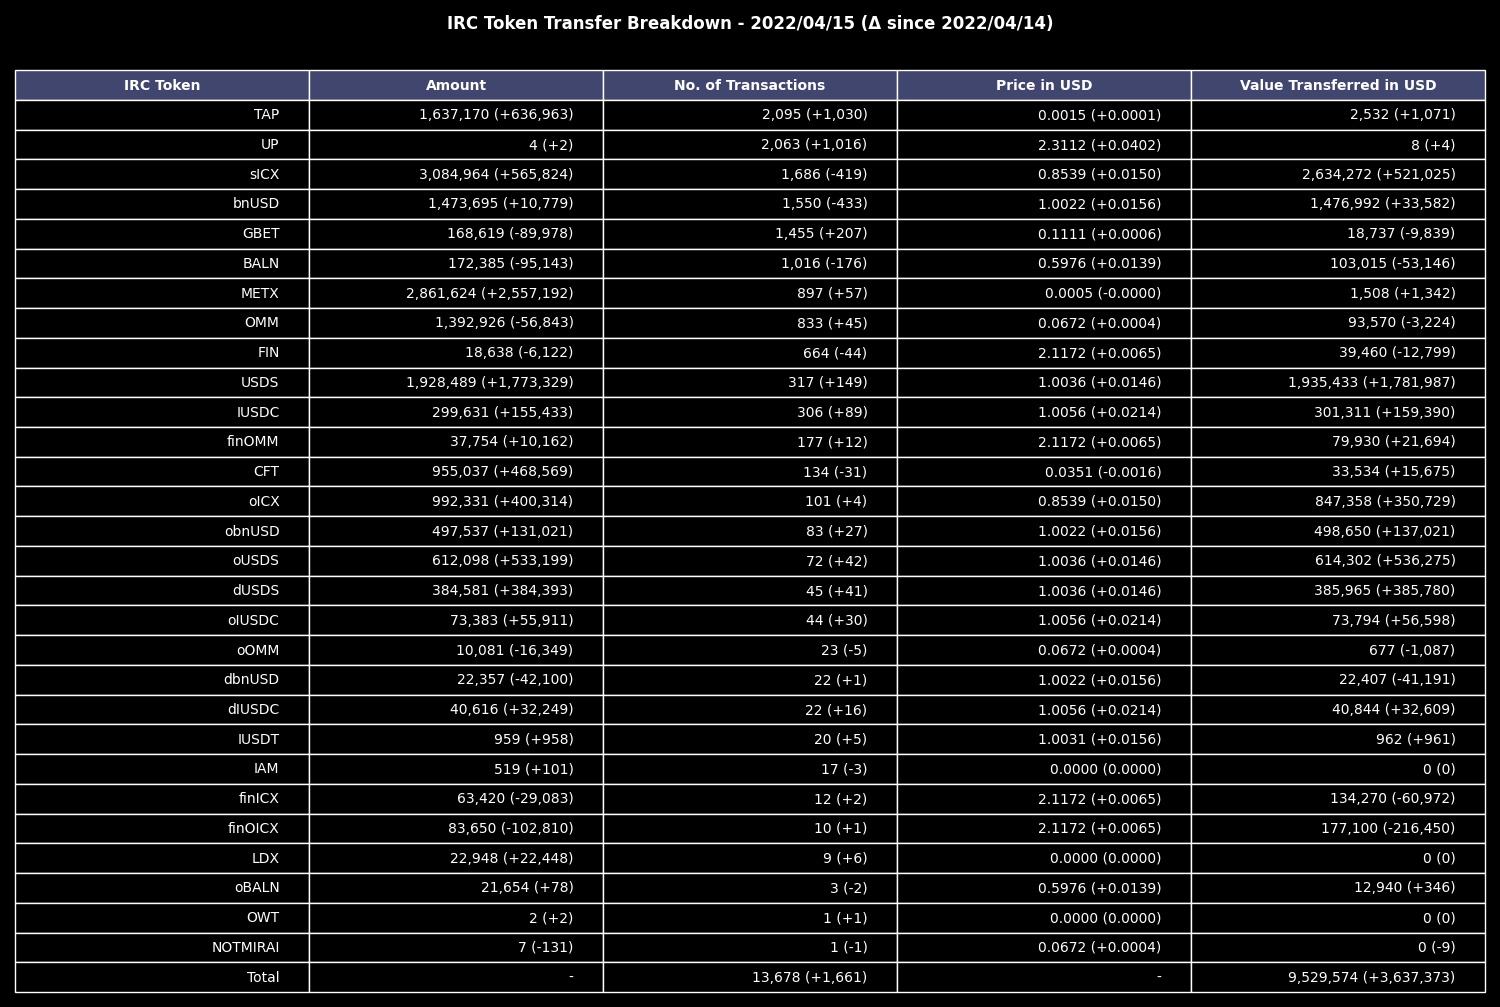 IRC Token Transfer Breakdown - 2022/04/15 (Δ since 2022/04/14)
IRC Token Amount No. of Transactions Price in USD Value Transferred in USD
TAP 1,637,170 (+636,963) 2,095 (+1,030) 0.0015 (+0.0001) 2,532 (+1,071)
UP 4 (+2) 2,063 (+1,016) 2.3112 (+0.0402) 8 (+4)
sICX 3,084,964 (+565,824) 1,686 (-419) 0.8539 (+0.0150) 2,634,272 (+521,025)
bnUSD 1,473,695 (+10,779) 1,550 (-433) 1.0022 (+0.0156) 1,476,992 (+33,582)
GBET 168,619 (-89,978) 1,455 (+207) 0.1111 (+0.0006) 18,737 (-9,839)
BALN 172,385 (-95,143) 1,016 (-176) 0.5976 (+0.0139) 103,015 (-53,146)
METX 2,861,624 (+2,557,192) 897 (+57) 0.0005 (-0.0000) 1,508 (+1,342)
OMM 1,392,926 (-56,843) 833 (+45) 0.0672 (+0.0004) 93,570 (-3,224)
FIN 18,638 (-6,122) 664 (-44) 2.1172 (+0.0065) 39,460 (-12,799)
USDS 1,928,489 (+1,773,329) 317 (+149) 1.0036 (+0.0146) 1,935,433 (+1,781,987)
IUSDC 299,631 (+155,433) 306 (+89) 1.0056 (+0.0214) 301,311 (+159,390)
finOMM 37,754 (+10,162) 177 (+12) 2.1172 (+0.0065) 79,930 (+21,694)
CFT 955,037 (+468,569) 134 (-31) 0.0351 (-0.0016) 33,534 (+15,675)
oICX 992,331 (+400,314) 101 (+4) 0.8539 (+0.0150) 847,358 (+350,729)
obnUSD 497,537 (+131,021) 83 (+27) 1.0022 (+0.0156) 498,650 (+137,021)
oUSDS 612,098 (+533,199) 72 (+42) 1.0036 (+0.0146) 614,302 (+536,275)
dUSDS 384,581 (+384,393) 45 (+41) 1.0036 (+0.0146) 385,965 (+385,780)
oIUSDC 73,383 (+55,911) 44 (+30) 1.0056 (+0.0214) 73,794 (+56,598)
oOMM 10,081 (-16,349) 23 (-5) 0.0672 (+0.0004) 677 (-1,087)
dbnUSD 22,357 (-42,100) 22 (+1) 1.0022 (+0.0156) 22,407 (-41,191)
dIUSDC 40,616 (+32,249) 22 (+16) 1.0056 (+0.0214) 40,844 (+32,609)
IUSDT 959 (+958) 20 (+5) 1.0031 (+0.0156) 962 (+961)
IAM 519 (+101) 17 (-3) 0.0000 (0.0000) 0 (0)
finICX 63,420 (-29,083) 12 (+2) 2.1172 (+0.0065) 134,270 (-60,972)
finOICX 83,650 (-102,810) 10 (+1) 2.1172 (+0.0065) 177,100 (-216,450)
LDX 22,948 (+22,448) 9 (+6) 0.0000 (0.0000) 0 (0)
oBALN 21,654 (+78) 3 (-2) 0.5976 (+0.0139) 12,940 (+346)
OWT 2 (+2) 1 (+1) 0.0000 (0.0000) 0 (0)
NOTMIRAI 7 (-131) 1 (-1) 0.0672 (+0.0004) 0 (-9)
Total - 13,678 (+1,661) - 9,529,574 (+3,637,373)